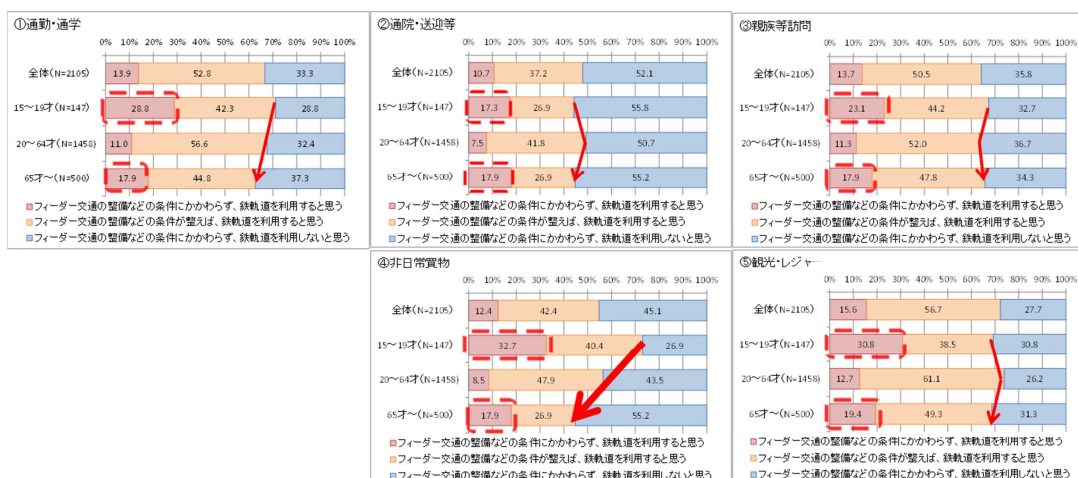 ①通勤・通学
0% 10% 20% 30% 40% 50% 60% 70% 80% 90% 100%
全体(N=2105) 13.9 52.8 33.3
15~19才(N=147) 28.8 42.3 28.8
20~64才(N=1458) 11.0 56.6 32.4
65才~(N=500) 17.9 44.8 37.3
フィーダー交通の整備などの条件にかかわらず、鉄軌道を利用すると思う
フィーダー交通の整備などの条件が整えば、鉄軌道を利用すると思う
フィーダー交通の整備などの条件にかかわらず、鉄軌道を利用しないと思う
②通院・送迎等
0% 10% 20% 30% 40% 50% 60% 70% 80% 90% 100%
全体(N=2105) 10.7 37.2 52.1
15~19才(N=147) 17.3 26.9 55.8
20~64才(N=1458) 7.5 41.8 50.7
65才~(N=500) 17.9 26.9 55.2
フィーダー交通の整備などの条件にかかわらず、鉄軌道を利用すると思う
フィーダー交通の整備などの条件が整えば、鉄軌道を利用すると思う
フィーダー交通の整備などの条件にかかわらず、鉄軌道を利用しないと思う
③親族等訪問
0% 10% 20% 30% 40% 50% 60% 70% 80% 90% 100%
全体(N=2105) 13.7 50.5 35.8
15~19才(N=147) 23.1 44.2 32.7
20~64才(N=1458) 11.3 52.0 36.7
65才~(N=500) 17.9 47.8 34.3
フィーダー交通の整備などの条件にかかわらず、鉄軌道を利用すると思う
フィーダー交通の整備などの条件が整えば、鉄軌道を利用すると思う
フィーダー交通の整備などの条件にかかわらず、鉄軌道を利用しないと思う
④非日常買物
0% 10% 20% 30% 40% 50% 60% 70% 80% 90% 100%
全体(N=2105) 12.4 42.4 45.1
15~19才(N=147) 32.7 40.4 26.9
20~64才(N=1458) 8.5 47.9 43.5
65才~(N=500) 17.9 26.9 55.2
フィーダー交通の整備などの条件にかかわらず、鉄軌道を利用すると思う
フィーダー交通の整備などの条件が整えば、鉄軌道を利用すると思う
フィーダー交通の整備などの条件にかかわらず、鉄軌道を利用しないと思う
⑤観光・レジャー
0% 10% 20% 30% 40% 50% 60% 70% 80% 90% 100%
全体(N=2105) 15.6 56.7 27.7
15~19才(N=147) 30.8 38.5 30.8
20~64才(N=1458) 12.7 61.1 26.2
65才~(N=500) 19.4 49.3 31.3
フィーダー交通の整備などの条件にかかわらず、鉄軌道を利用すると思う
フィーダー交通の整備などの条件が整えば、鉄軌道を利用すると思う
フィーダー交通の整備などの条件にかかわらず、鉄軌道を利用しないと思う